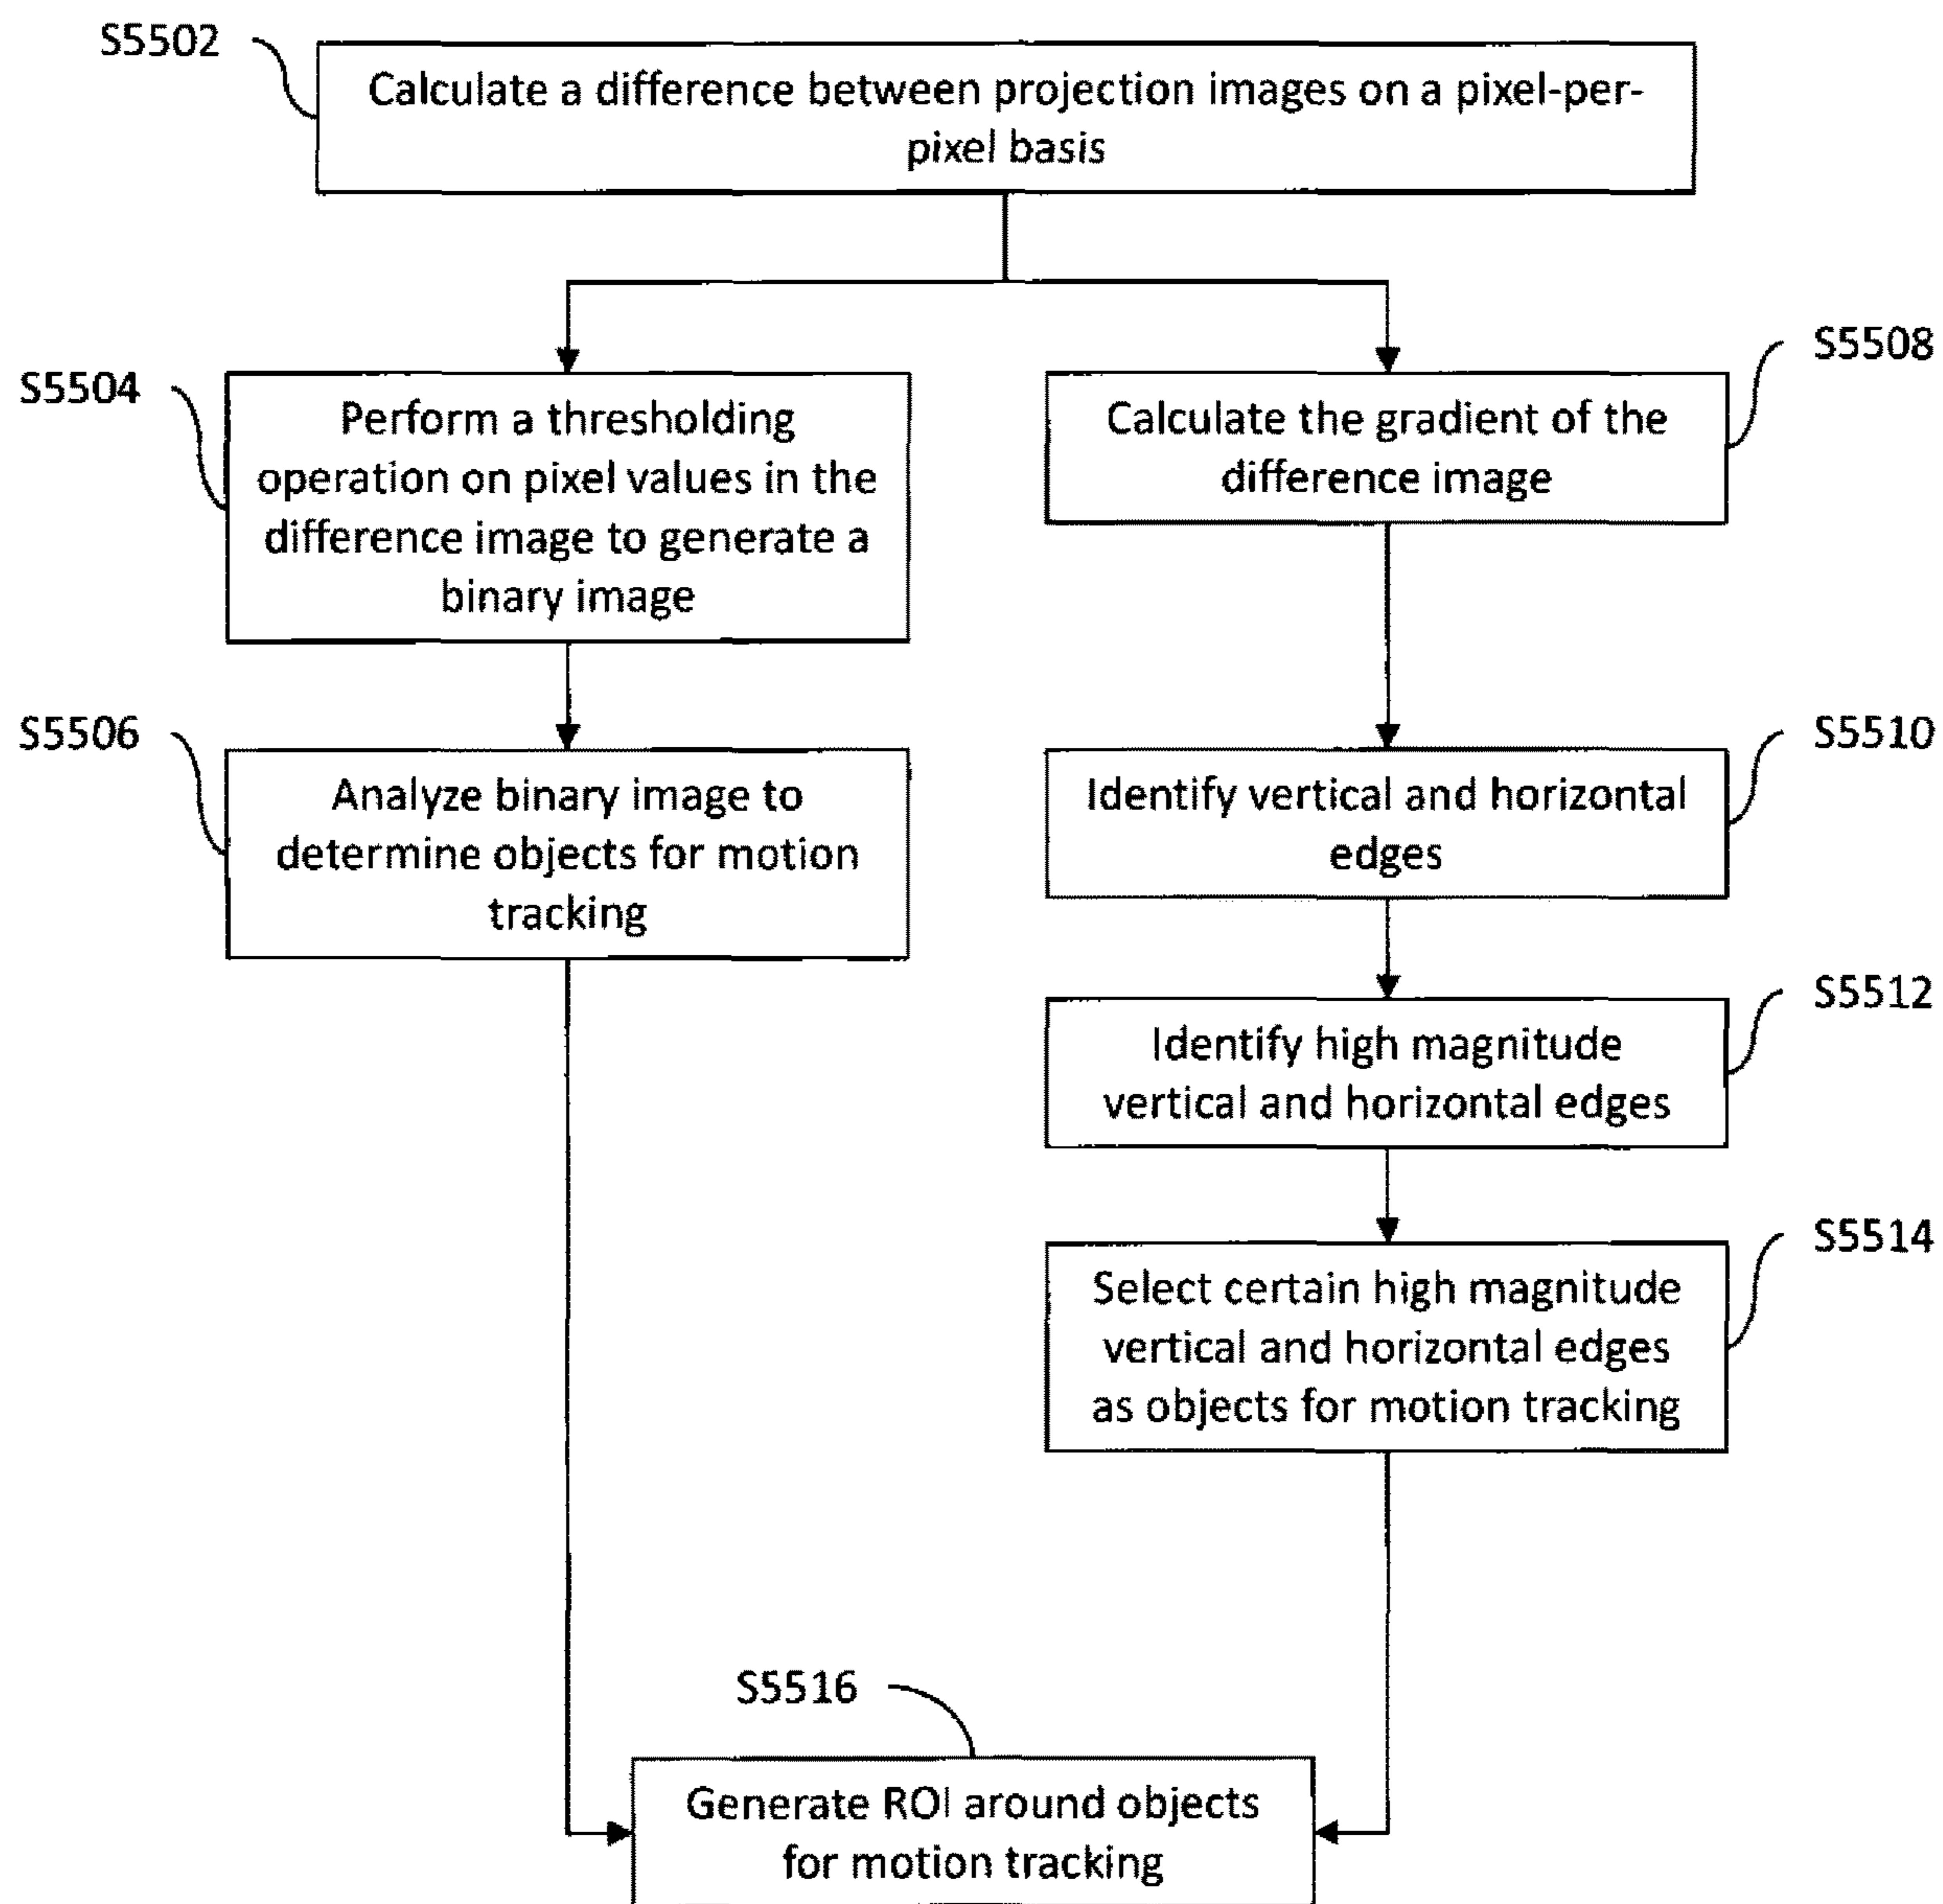 S5502
Calculate a difference between projection images on a pixel-per-
pixel basis
S5504
Perform a thresholding
operation on pixel values in the
difference image to generate a
binary image
S5506
Analyze binary image to
determine objects for motion
tracking
S5508
Calculate the gradient of the
difference image
S5510
Identify vertical and horizontal
edges
S5512
Identify high magnitude
vertical and horizontal edges
S5514
Select certain high magnitude
vertical and horizontal edges
as objects for motion tracking
S5516
Generate ROI around objects
for motion tracking